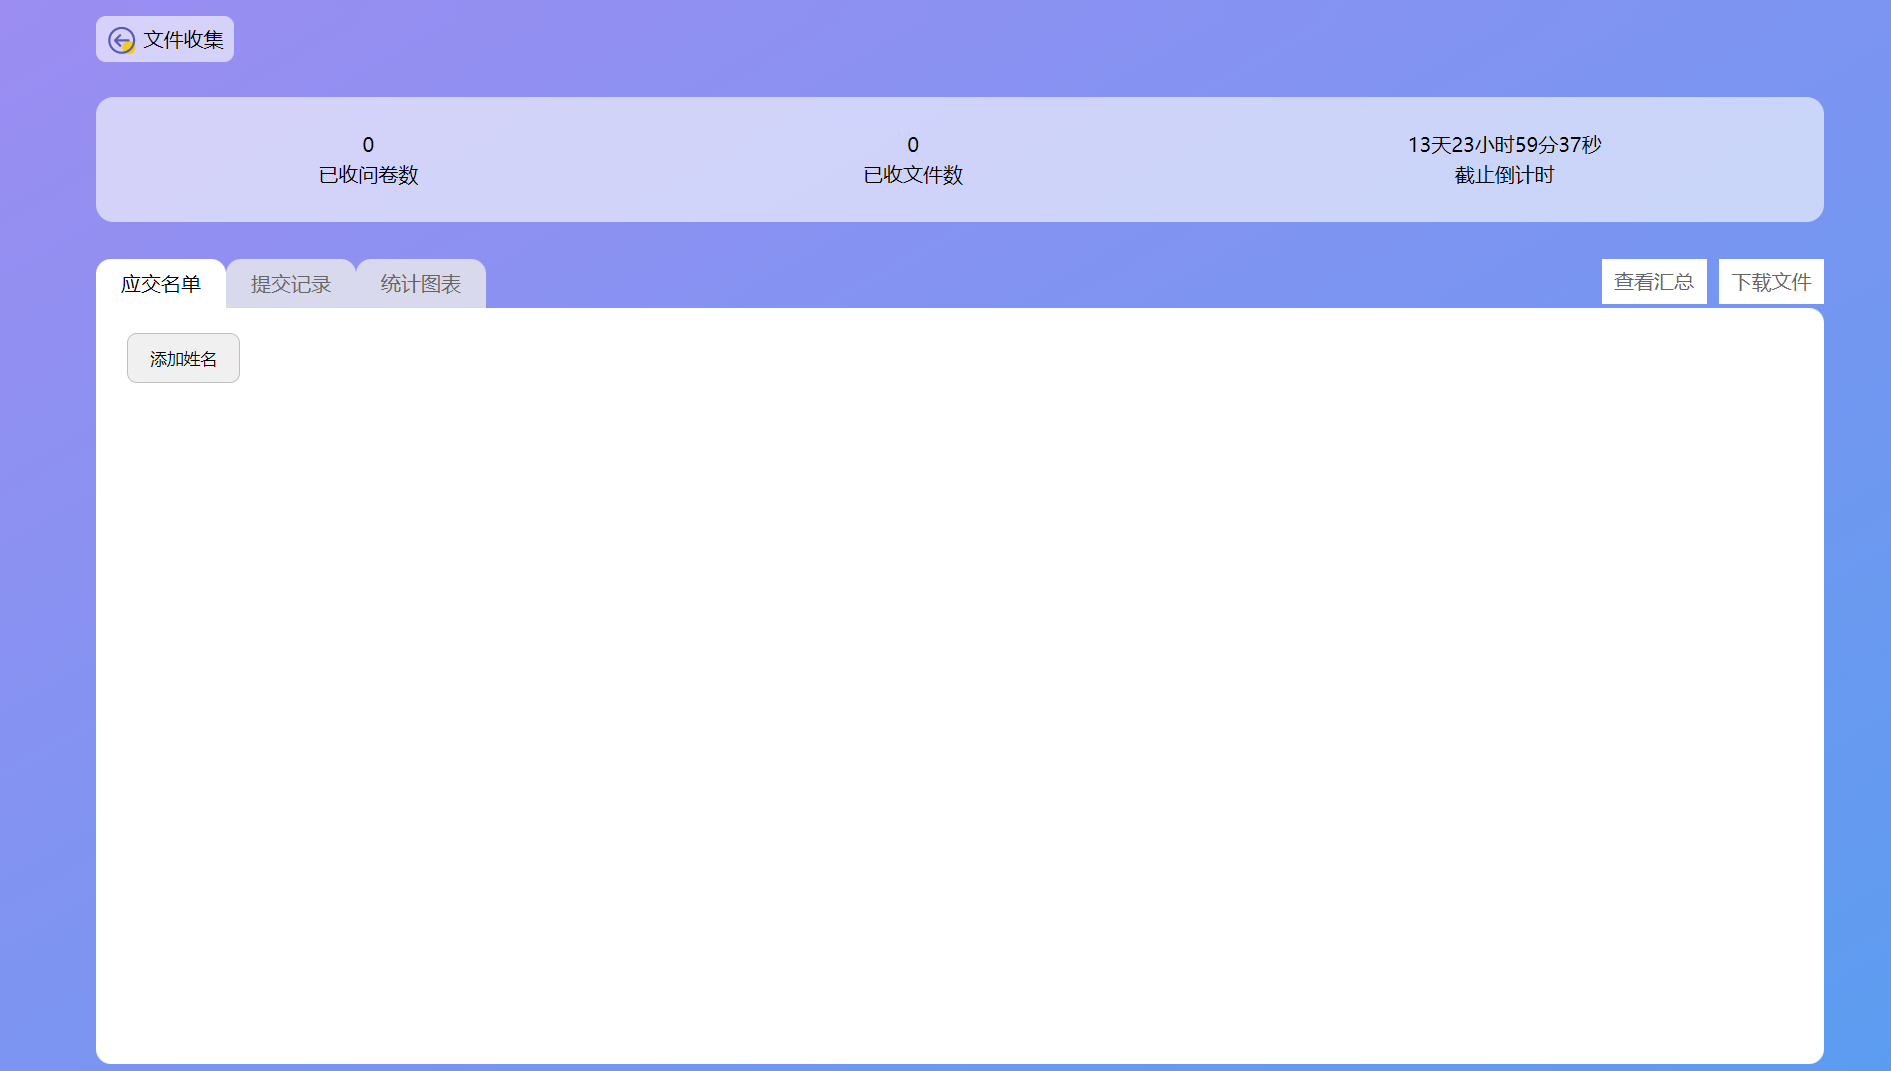 文件收集
0
已收问卷数
0
已收文件数
13天23小时59分37秒
截止倒计时
应交名单
提交记录
统计图表
查看汇总
下载文件
添加姓名